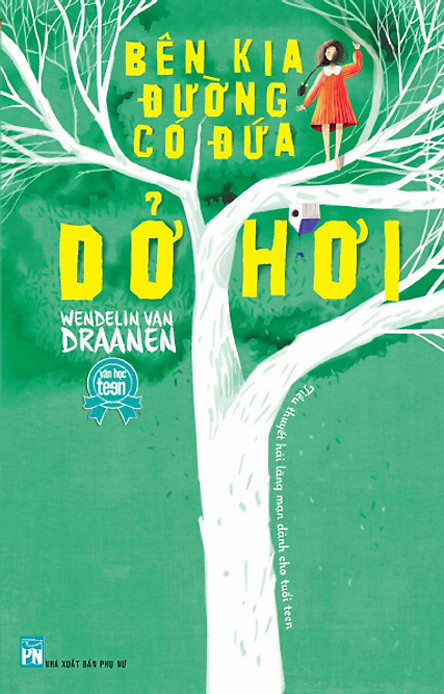 BÊN KIA
ĐƯỜNG
CÓ ĐỨA
DỞ HƠI
WENDELIN VAN
DRAANEN
văn học
teen
Tiểu thuyết hài lãng mạn dành cho tuổi teen
PN
NHÀ XUẤT BẢN PHỤ NỮ